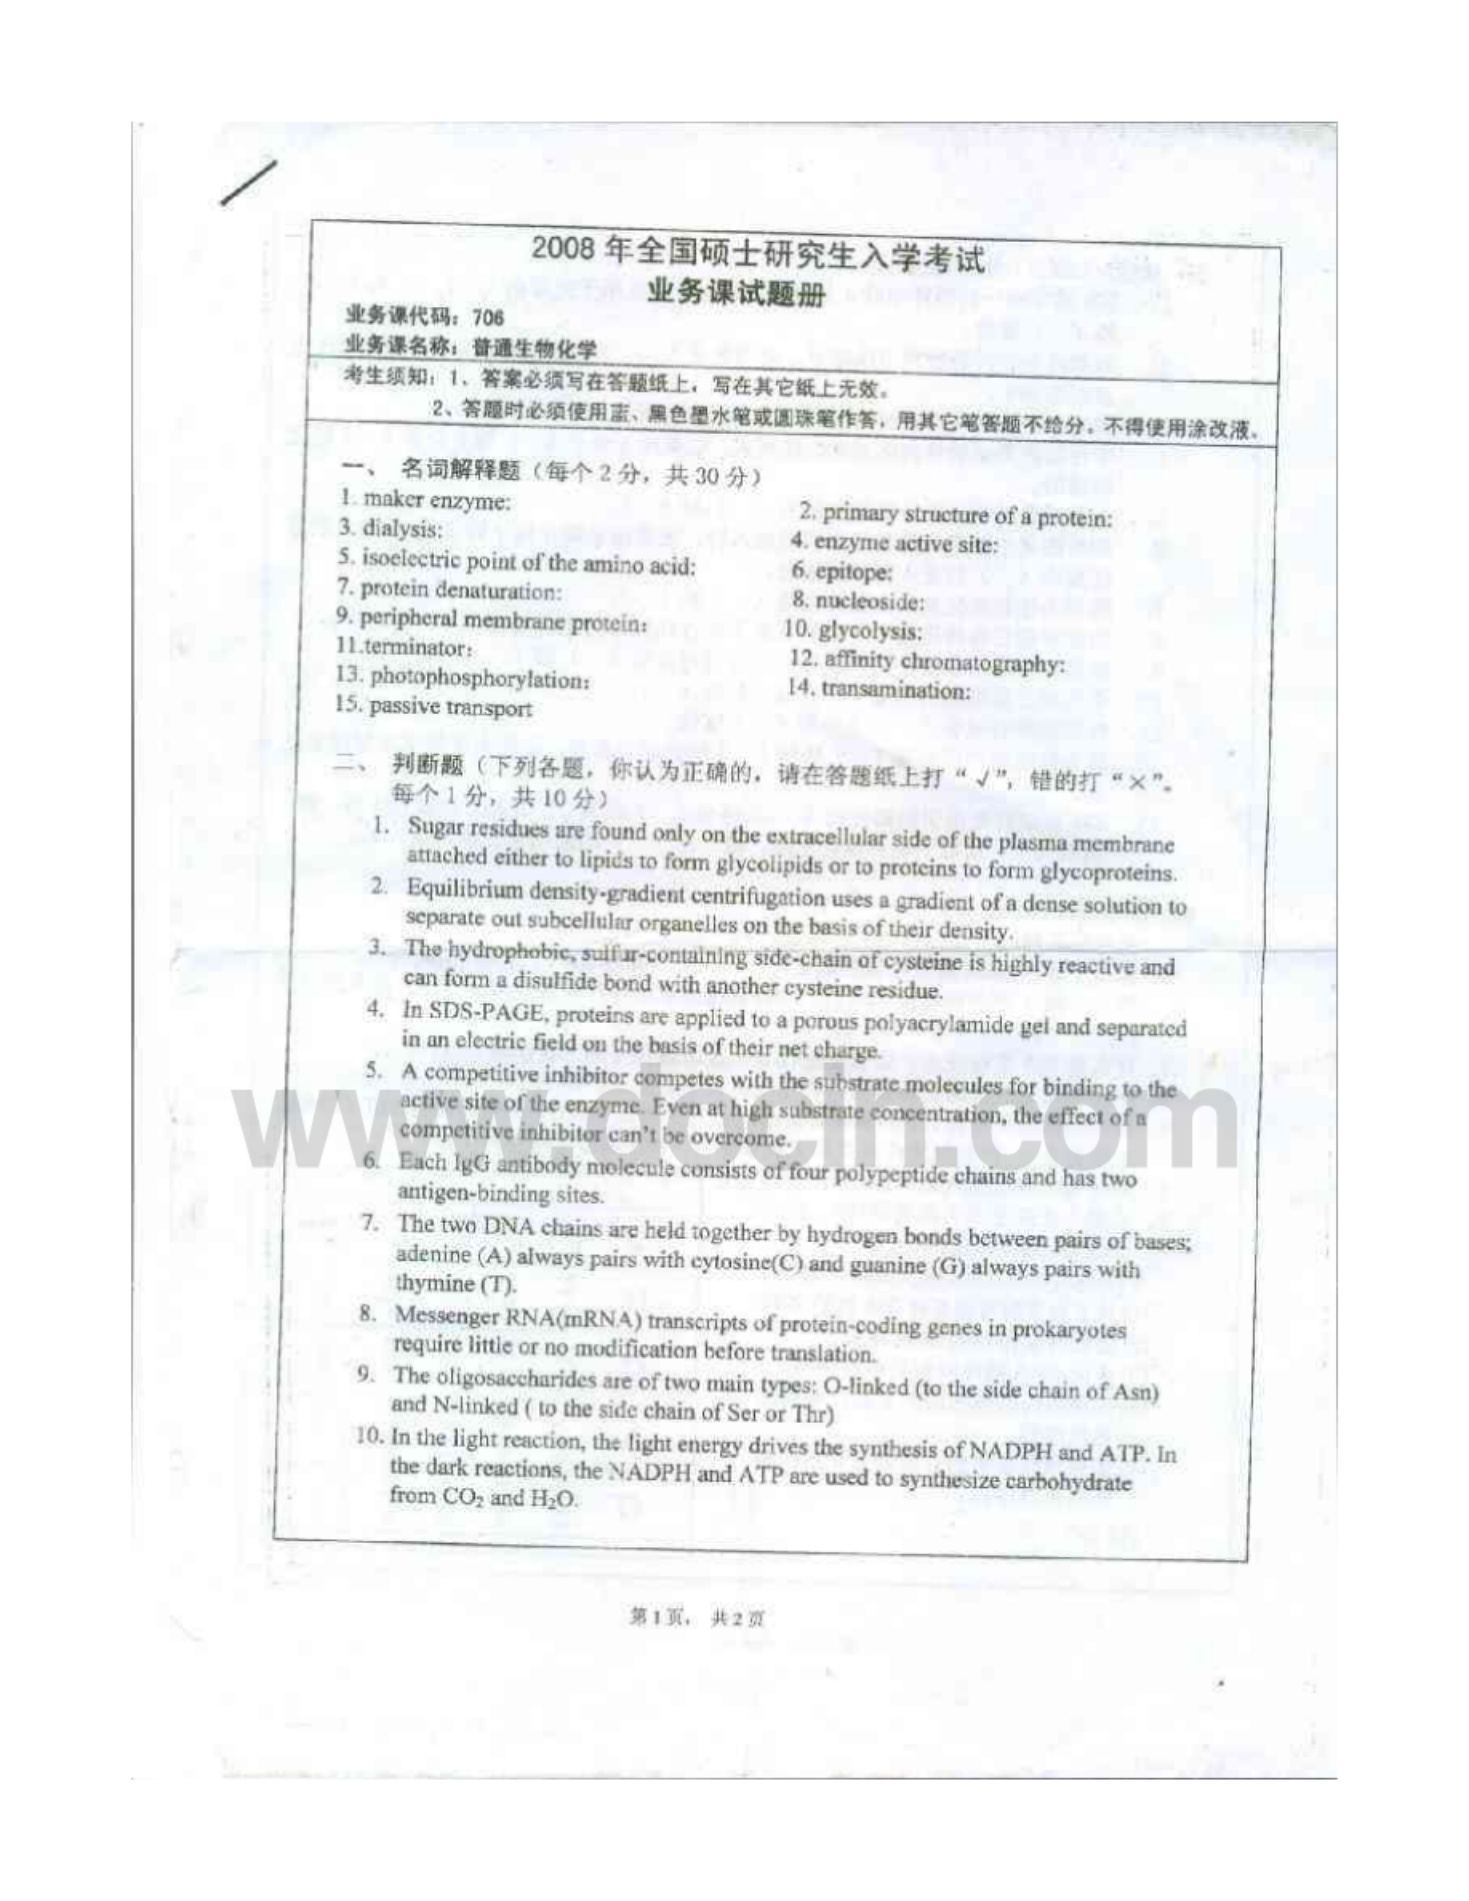 2008 年全国硕士研究生入学考试
业务课试题册
业务课代码：706
业务课名称：普通生物化学
考生须知：1、答案必须写在答题纸上，写在其它纸上无效。
2、答题时必须使用蓝、黑色墨水笔或圆珠笔作答，用其它笔答题不给分，不得使用涂改液。
一、 名词解释题（每个 2 分，共 30 分）
1. maker enzyme: 2. primary structure of a protein:
3. dialysis: 4. enzyme active site:
5. isoelectric point of the amino acid: 6. epitope:
7. protein denaturation: 8. nucleoside:
9. peripheral membrane protein: 10. glycolysis:
11.terminator: 12. affinity chromatography:
13. photophosphorylation: 14. transamination:
15. passive transport
二、 判断题（下列各题，你认为正确的，请在答题纸上打“√”，错的打“×”。
每个 1 分，共 10 分）
1. Sugar residues are found only on the extracellular side of the plasma membrane
attached either to lipids to form glycolipids or to proteins to form glycoproteins.
2. Equilibrium density-gradient centrifugation uses a gradient of a dense solution to
separate out subcellular organelles on the basis of their density.
3. The hydrophobic, sulfur-containing side-chain of cysteine is highly reactive and
can form a disulfide bond with another cysteine residue.
4. In SDS-PAGE, proteins are applied to a porous polyacrylamide gel and separated
in an electric field on the basis of their net charge.
5. A competitive inhibitor competes with the substrate molecules for binding to the
active site of the enzyme. Even at high substrate concentration, the effect of a
competitive inhibitor can't be overcome.
www.docin.com
6. Each IgG antibody molecule consists of four polypeptide chains and has two
antigen-binding sites.
7. The two DNA chains are held together by hydrogen bonds between pairs of bases;
adenine (A) always pairs with cytosine(C) and guanine (G) always pairs with
thymine (T).
8. Messenger RNA(mRNA) transcripts of protein-coding genes in prokaryotes
require little or no modification before translation.
9. The oligosaccharides are of two main types: O-linked (to the side chain of Asn)
and N-linked ( to the side chain of Ser or Thr)
10. In the light reaction, the light energy drives the synthesis of NADPH and ATP. In
the dark reactions, the NADPH and ATP are used to synthesize carbohydrate
from CO₂ and H₂O.
第 1 页， 共 2 页